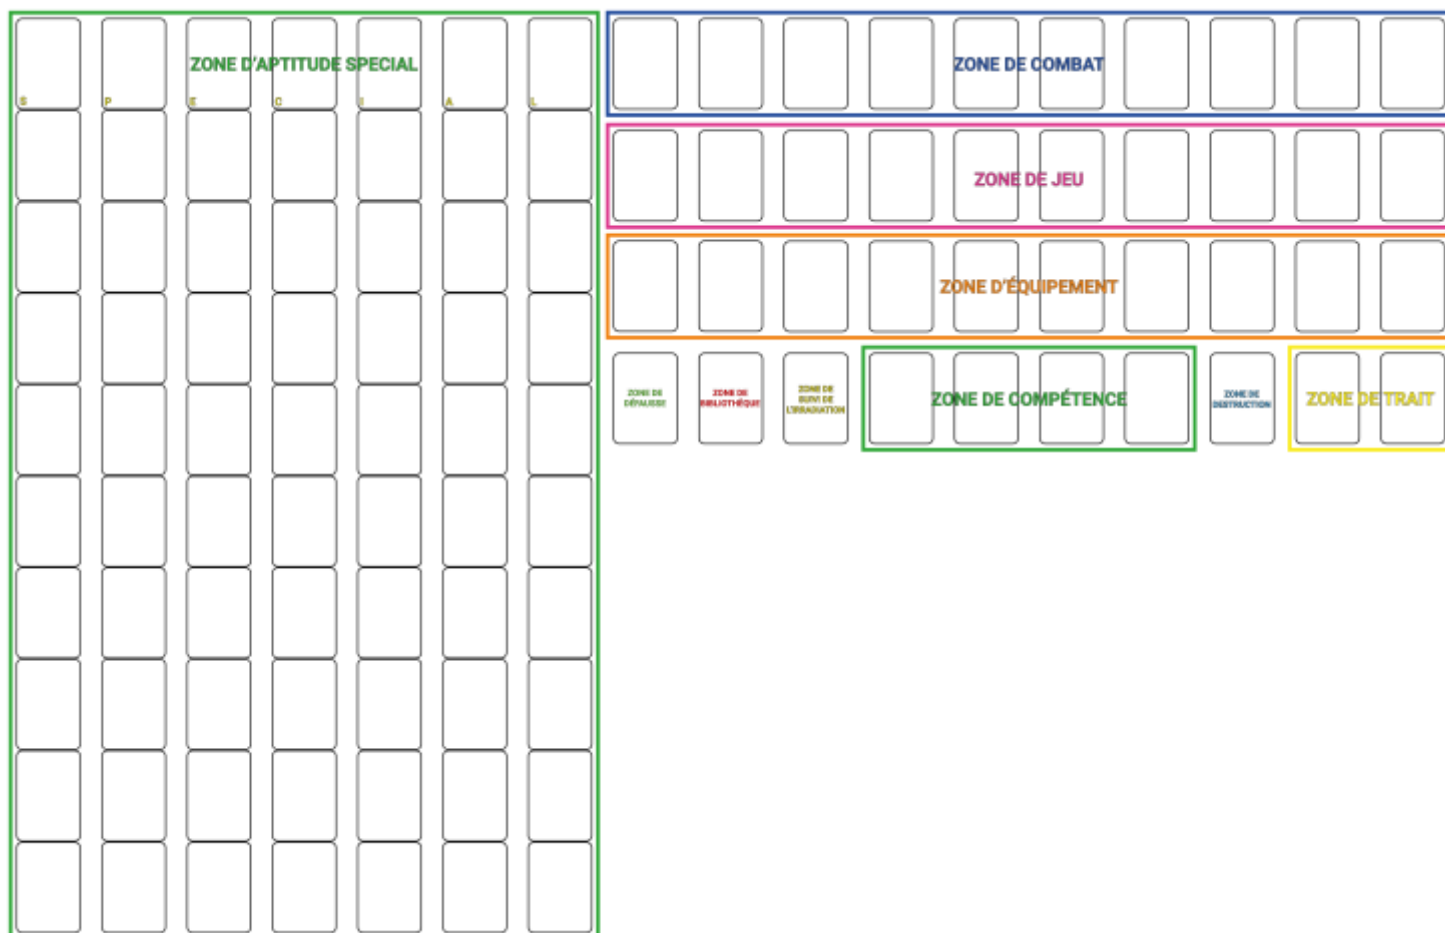 ZONE D'APTITUDE SPECIAL
S P E C I A L
ZONE DE COMBAT
ZONE DE JEU
ZONE D'ÉQUIPEMENT
ZONE DE
DÉFAUSSE
ZONE DE
BIBLIOTHÈQUE
ZONE DE
SUIVI DE
L'IRRADIATION
ZONE DE COMPÉTENCE
ZONE DE
DESTRUCTION
ZONE DE TRAIT